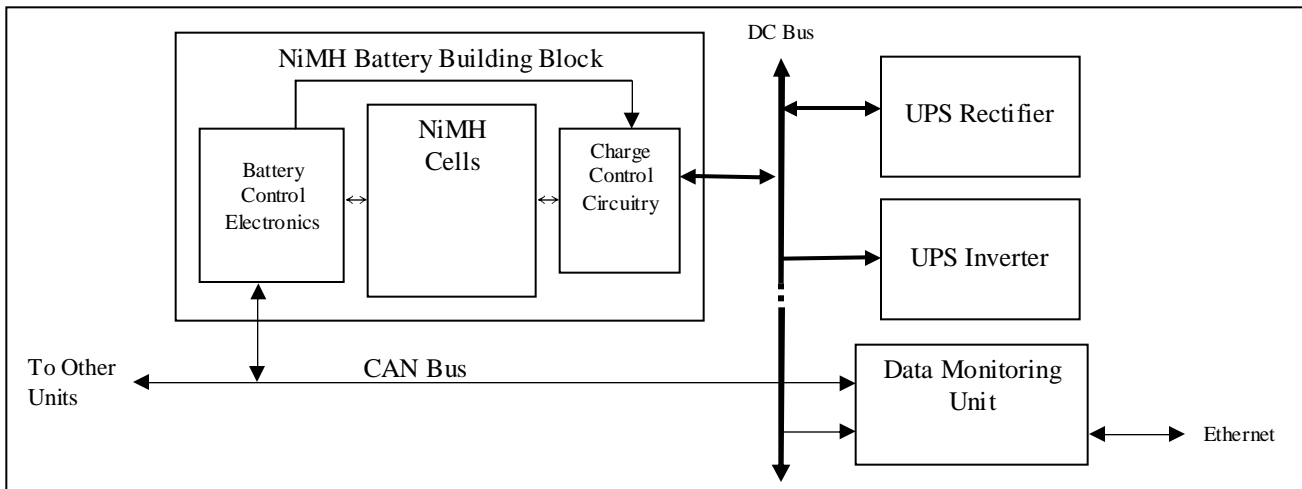 DC Bus
NiMH Battery Building Block
NiMH
Cells
Battery
Control
Electronics
Charge
Control
Circuitry
UPS Rectifier
UPS Inverter
To Other
Units
CAN Bus
Data Monitoring
Unit
Ethernet